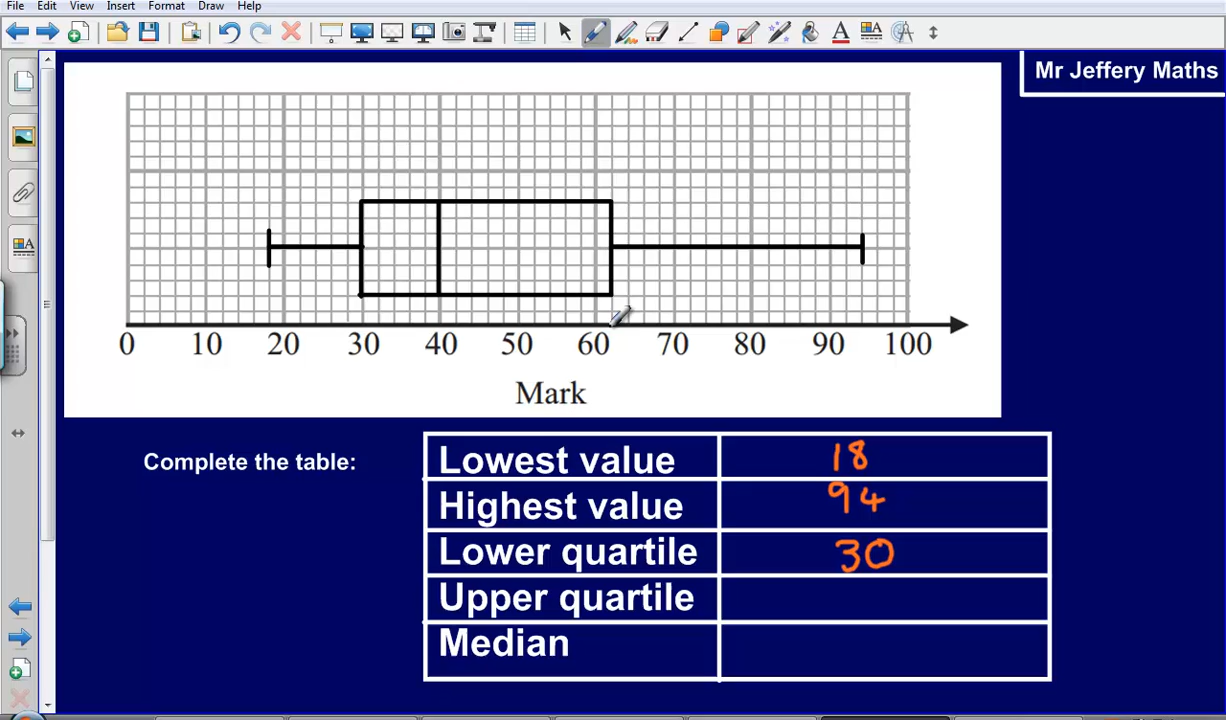 File Edit View Insert Format Draw Help
Mr Jeffery Maths
0 10 20 30 40 50 60 70 80 90 100
Mark
Complete the table:
Lowest value 18
Highest value 94
Lower quartile 30
Upper quartile
Median